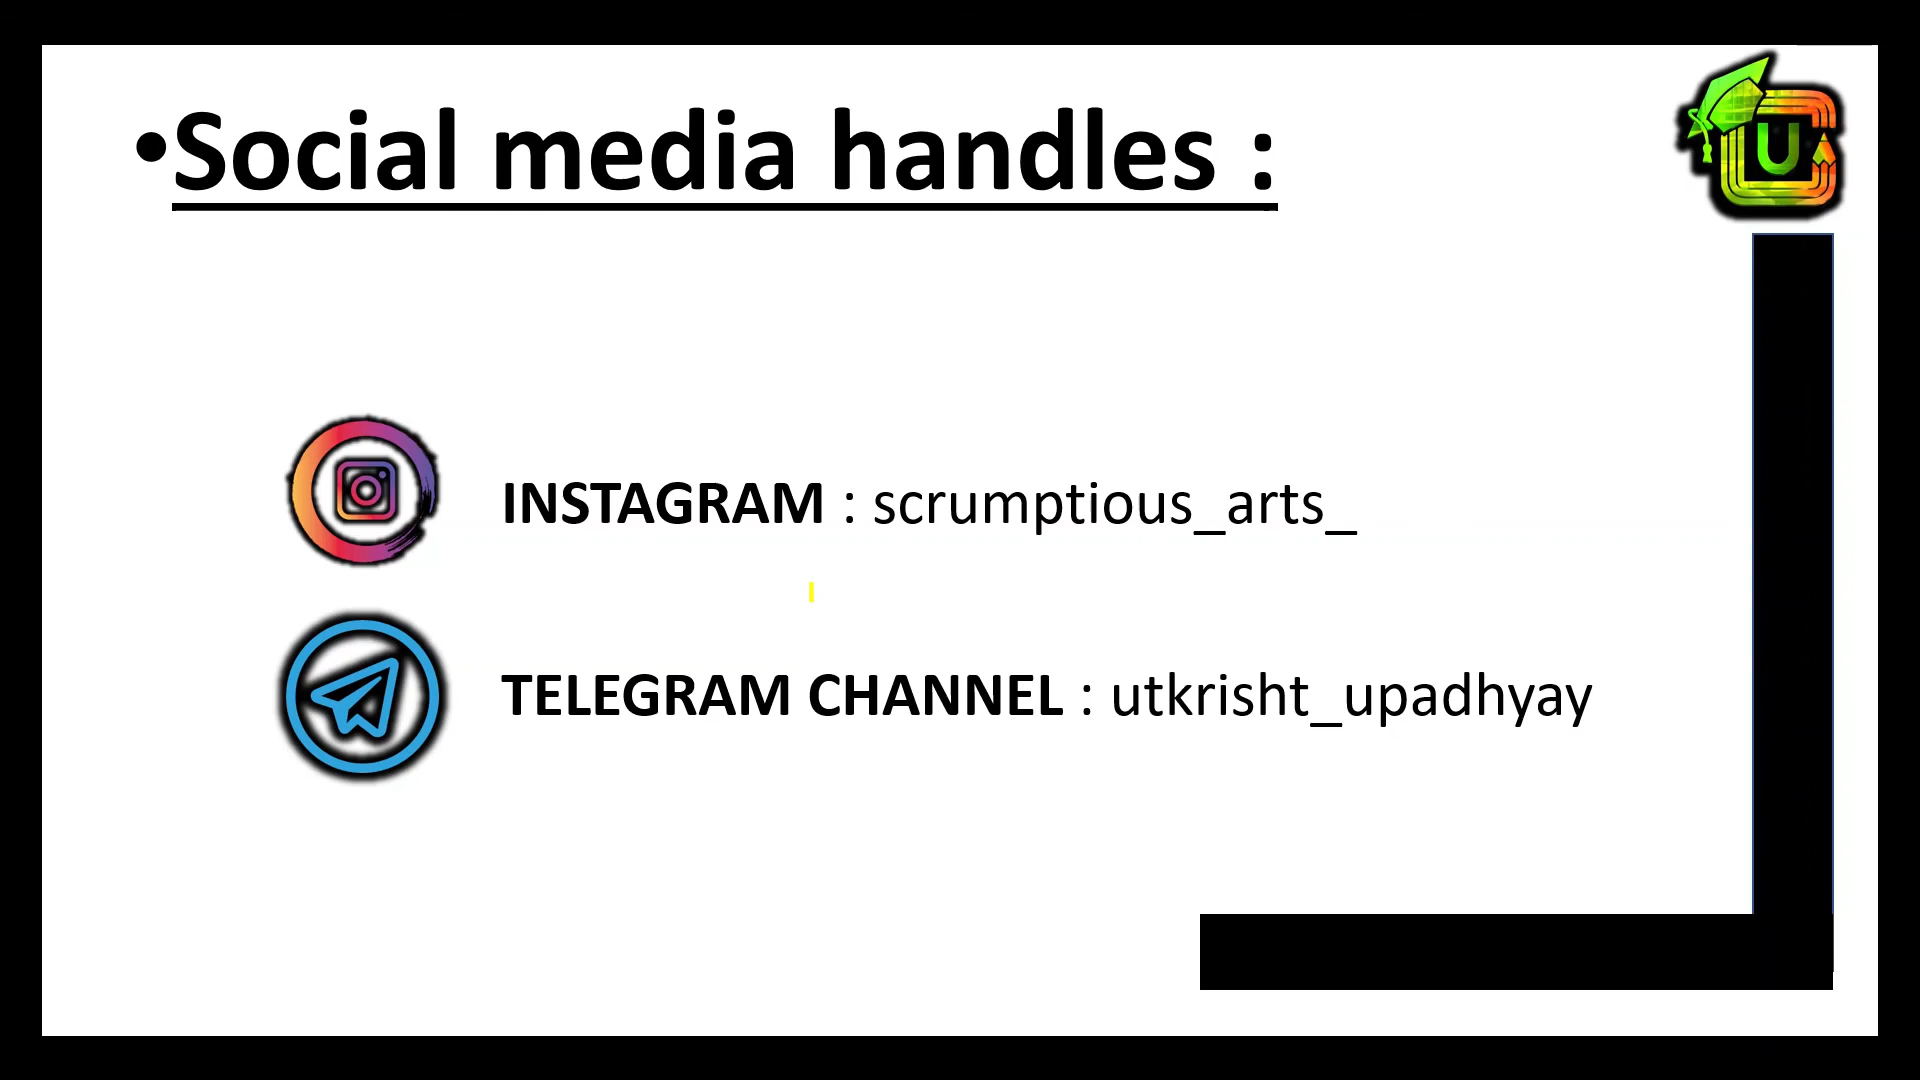 •Social media handles :
U
INSTAGRAM : scrumptious_arts_
TELEGRAM CHANNEL : utkrisht_upadhyay